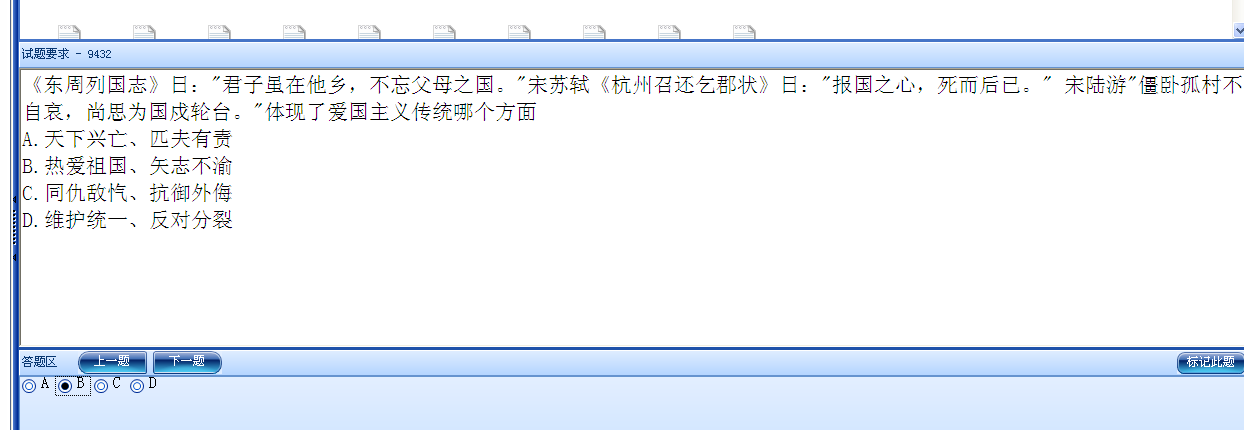 试题要求 - 9432
《东周列国志》日："君子虽在他乡，不忘父母之国。"宋苏轼《杭州召还乞郡状》日："报国之心，死而后已。" 宋陆游"僵卧孤村不
自哀，尚思为国戍轮台。"体现了爱国主义传统哪个方面
A.天下兴亡、匹夫有责
B.热爱祖国、矢志不渝
C.同仇敌忾、抗御外侮
D.维护统一、反对分裂
答题区 上一题 下一题 标记此题
A B C D